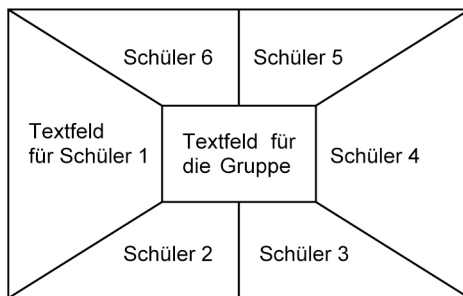 Schüler 6
Schüler 5
Textfeld
für Schüler 1
Textfeld für
die Gruppe
Schüler 4
Schüler 2
Schüler 3